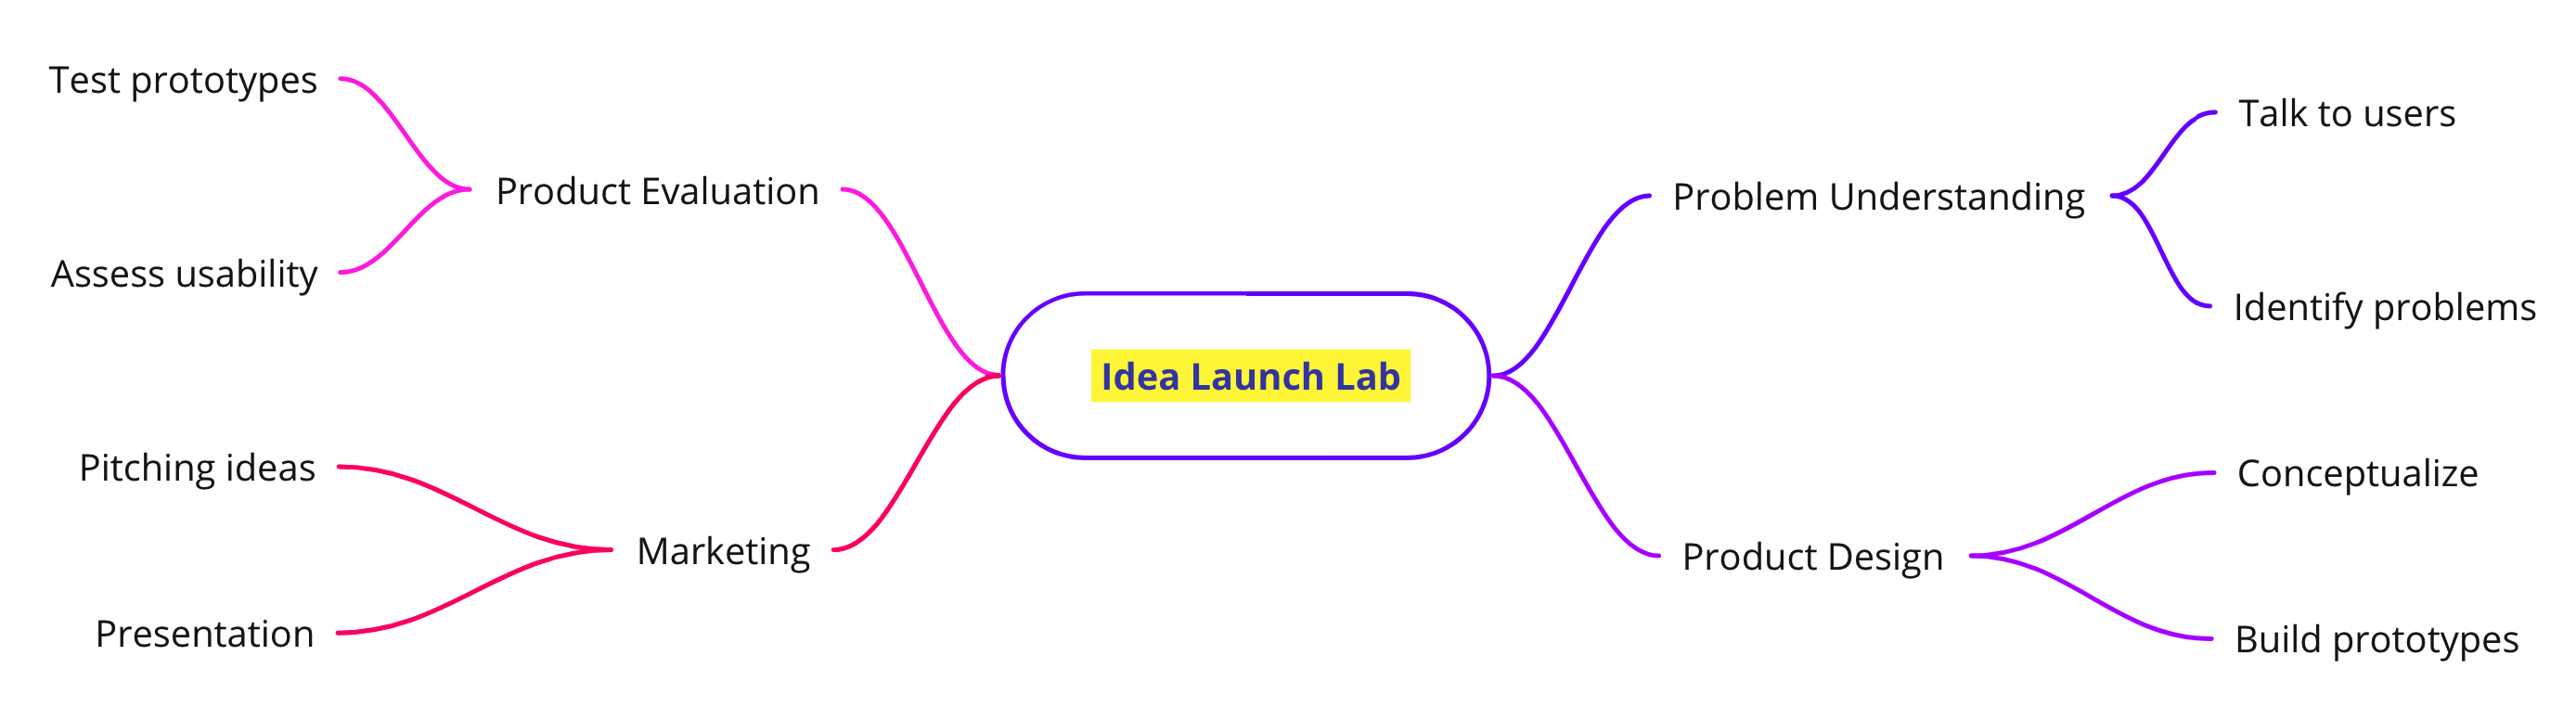 Test prototypes
Assess usability
Product Evaluation
Pitching ideas
Presentation
Marketing
Idea Launch Lab
Problem Understanding
Talk to users
Identify problems
Product Design
Conceptualize
Build prototypes